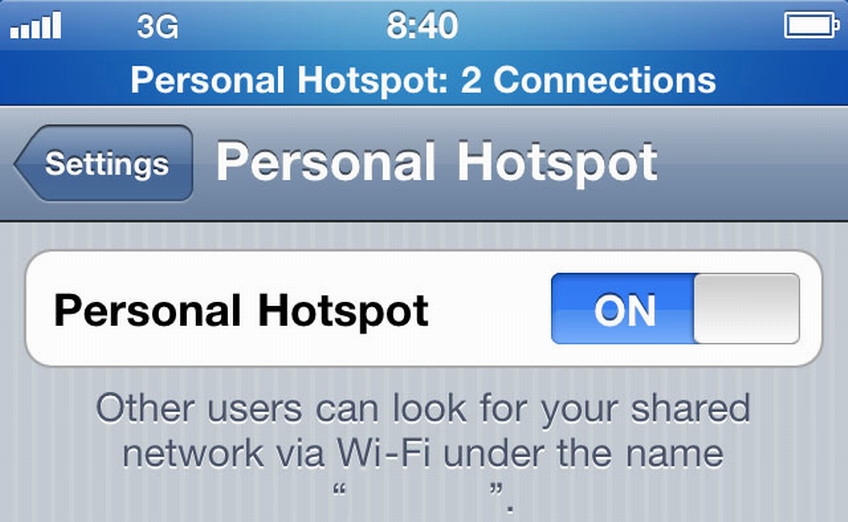 3G 8:40
Personal Hotspot: 2 Connections
Settings Personal Hotspot
Personal Hotspot ON
Other users can look for your shared
network via Wi-Fi under the name
“ ”.